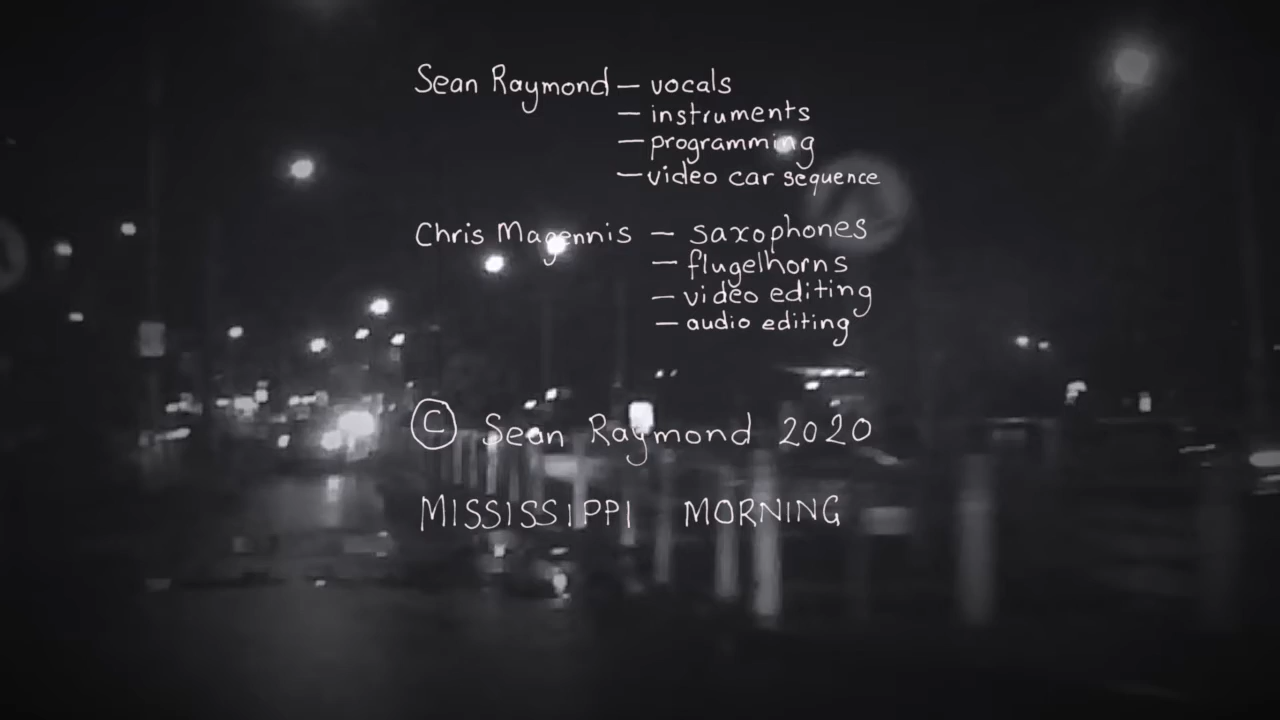 Sean Raymond — vocals
— instruments
— programming
— video car sequence
Chris Magennis — saxophones
— flugelhorns
— video editing
— audio editing
© Sean Raymond 2020
MISSISSIPPI MORNING